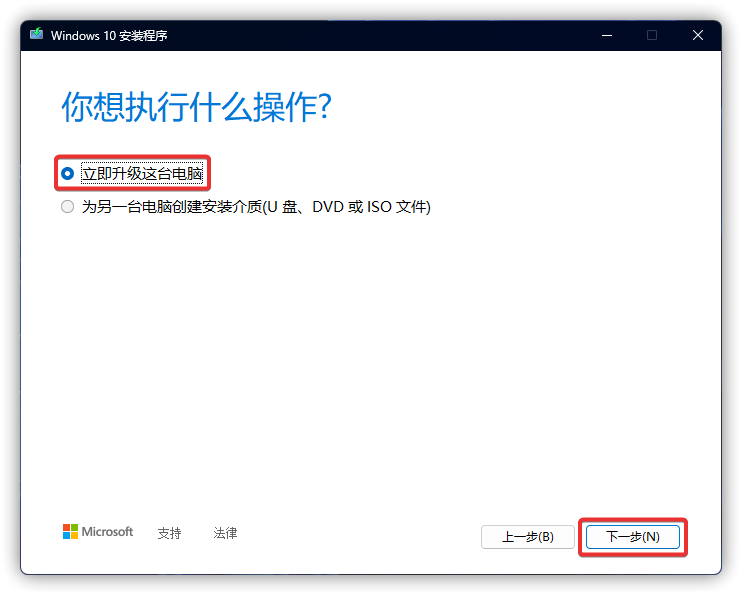 Windows 10 安装程序
你想执行什么操作?
立即升级这台电脑
为另一台电脑创建安装介质(U 盘、DVD 或 ISO 文件)
Microsoft 支持 法律 上一步(B) 下一步(N)